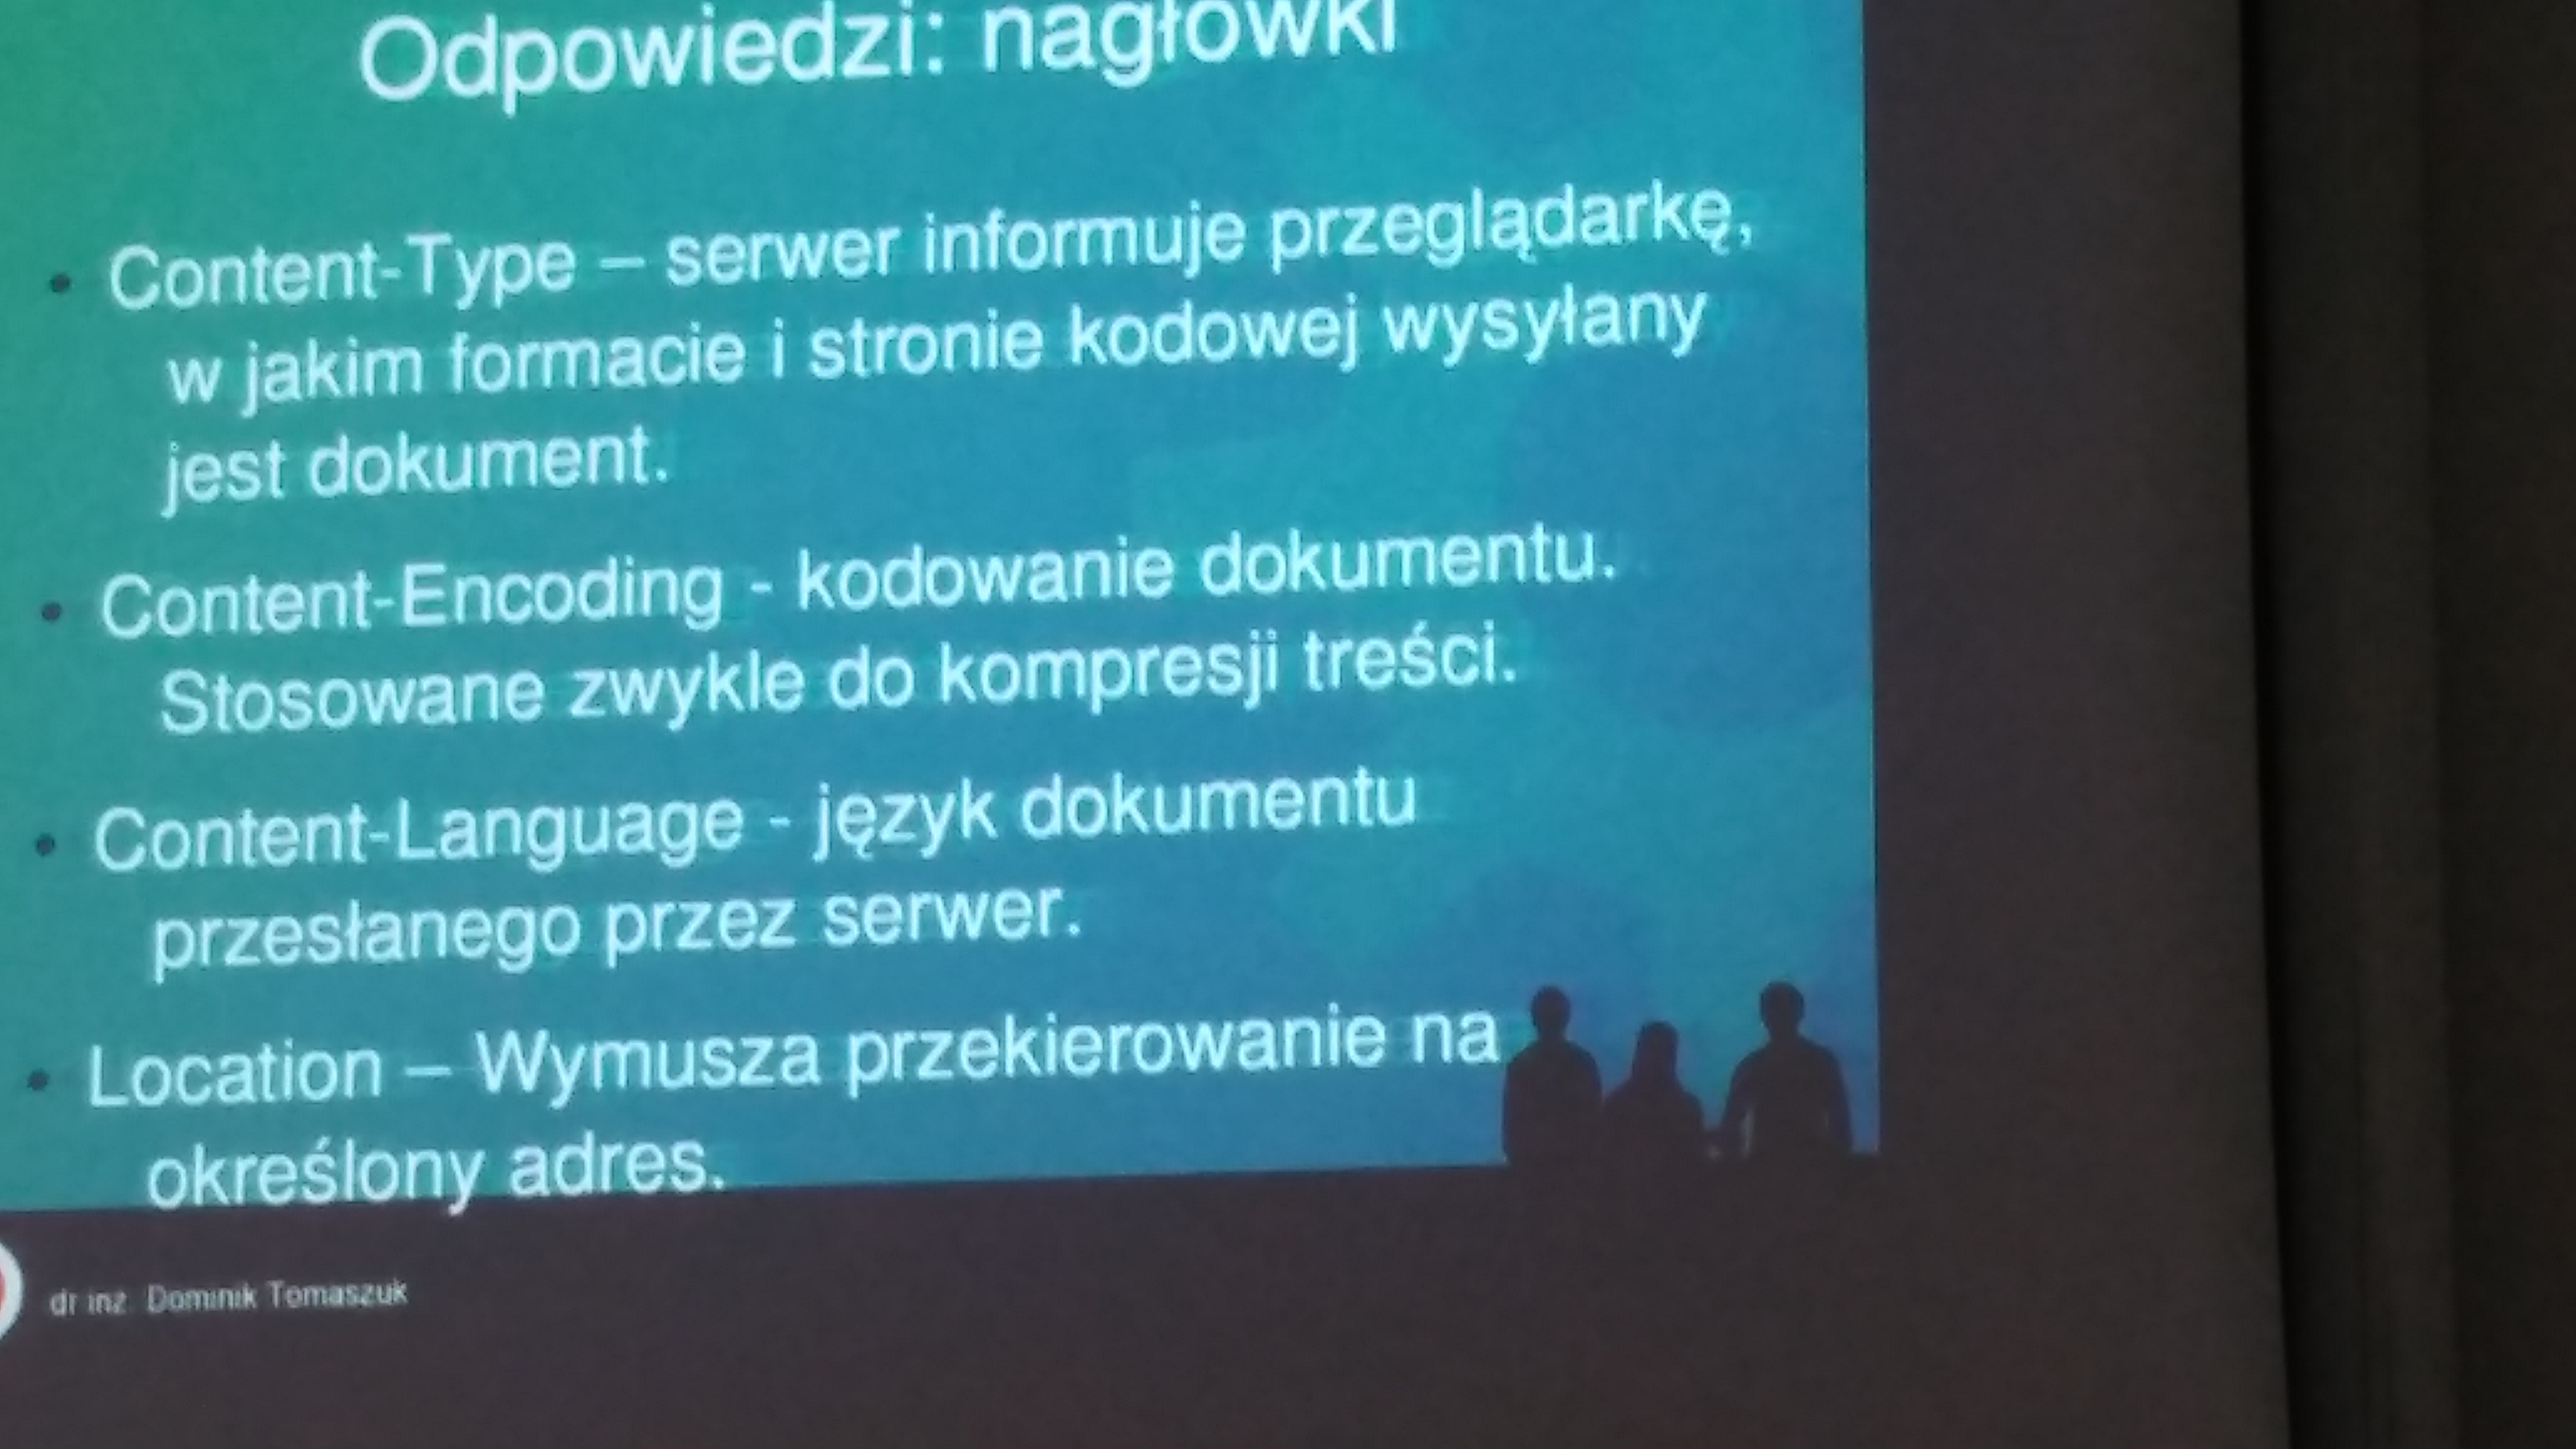 Odpowiedzi: nagłówki
• Content-Type – serwer informuje przeglądarkę,
w jakim formacie i stronie kodowej wysyłany
jest dokument.
• Content-Encoding - kodowanie dokumentu.
Stosowane zwykle do kompresji treści.
• Content-Language - język dokumentu
przesłanego przez serwer.
• Location – Wymusza przekierowanie na
określony adres.
dr inż. Dominik Tomaszuk